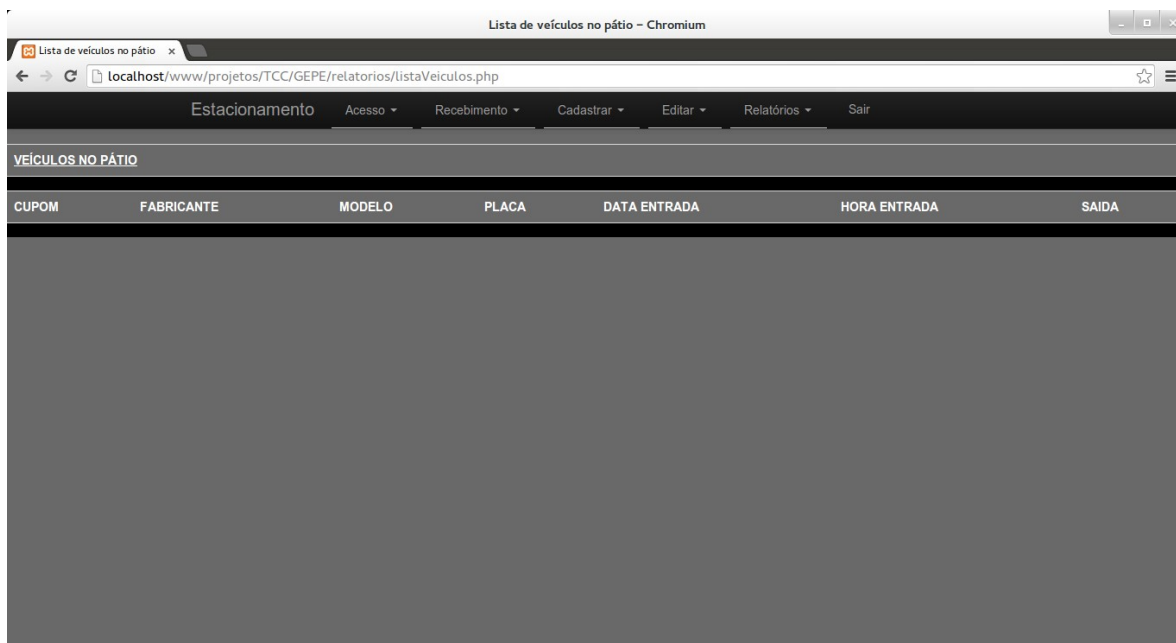 Lista de veículos no pátio - Chromium
Lista de veículos no pátio x
localhost/www/projetos/TCC/GEPE/relatorios/listaVeiculos.php
Estacionamento Acesso Recebimento Cadastrar Editar Relatórios Sair
VEÍCULOS NO PÁTIO
CUPOM FABRICANTE MODELO PLACA DATA ENTRADA HORA ENTRADA SAIDA